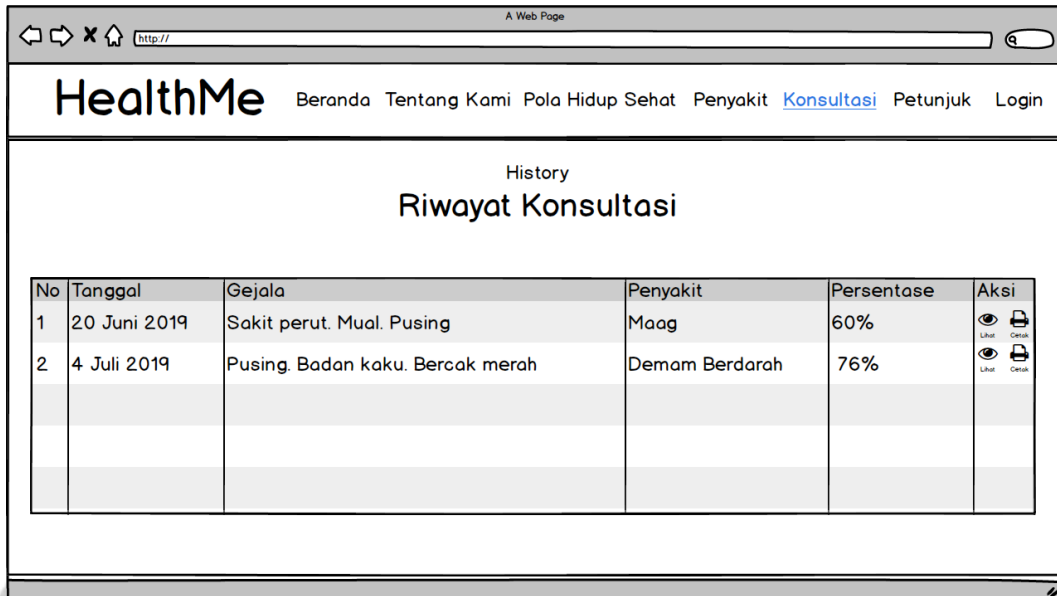 A Web Page
http://
HealthMe Beranda Tentang Kami Pola Hidup Sehat Penyakit Konsultasi Petunjuk Login
History
Riwayat Konsultasi
No Tanggal Gejala Penyakit Persentase Aksi
1 20 Juni 2019 Sakit perut. Mual. Pusing Maag 60%
Lihat Cetak
2 4 Juli 2019 Pusing. Badan kaku. Bercak merah Demam Berdarah 76%
Lihat Cetak